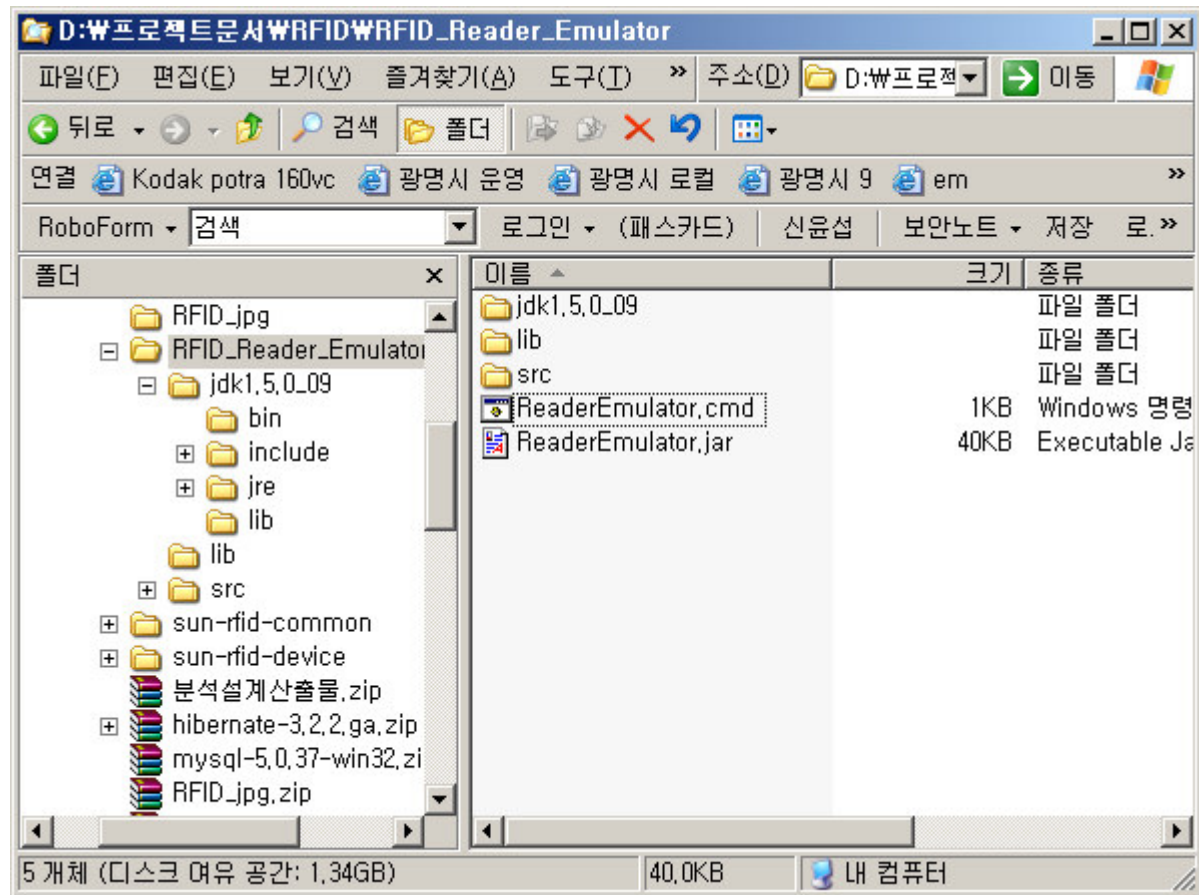 D:₩프로젝트문서₩RFID₩RFID_Reader_Emulator
파일(F) 편집(E) 보기(V) 즐겨찾기(A) 도구(T) » 주소(D) D:₩프로젝 이동
뒤로 검색 폴더
연결 Kodak potra 160vc 광명시 운영 광명시 로컬 광명시 9 em »
RoboForm 검색 로그인 (패스카드) 신윤섭 보안노트 저장 로. »
폴더 x
RFID_jpg
RFID_Reader_Emulator
jdk1,5,0_09
bin
include
jre
lib
lib
src
sun-rfid-common
sun-rfid-device
분석설계산출물,zip
hibernate-3,2,2,ga,zip
mysql-5,0,37-win32,zi
RFID_jpg,zip
이름 크기 종류
jdk1,5,0_09 파일 폴더
lib 파일 폴더
src 파일 폴더
ReaderEmulator,cmd 1KB Windows 명령
ReaderEmulator,jar 40KB Executable Ja
5 개체 (디스크 여유 공간: 1,34GB) 40,0KB 내 컴퓨터